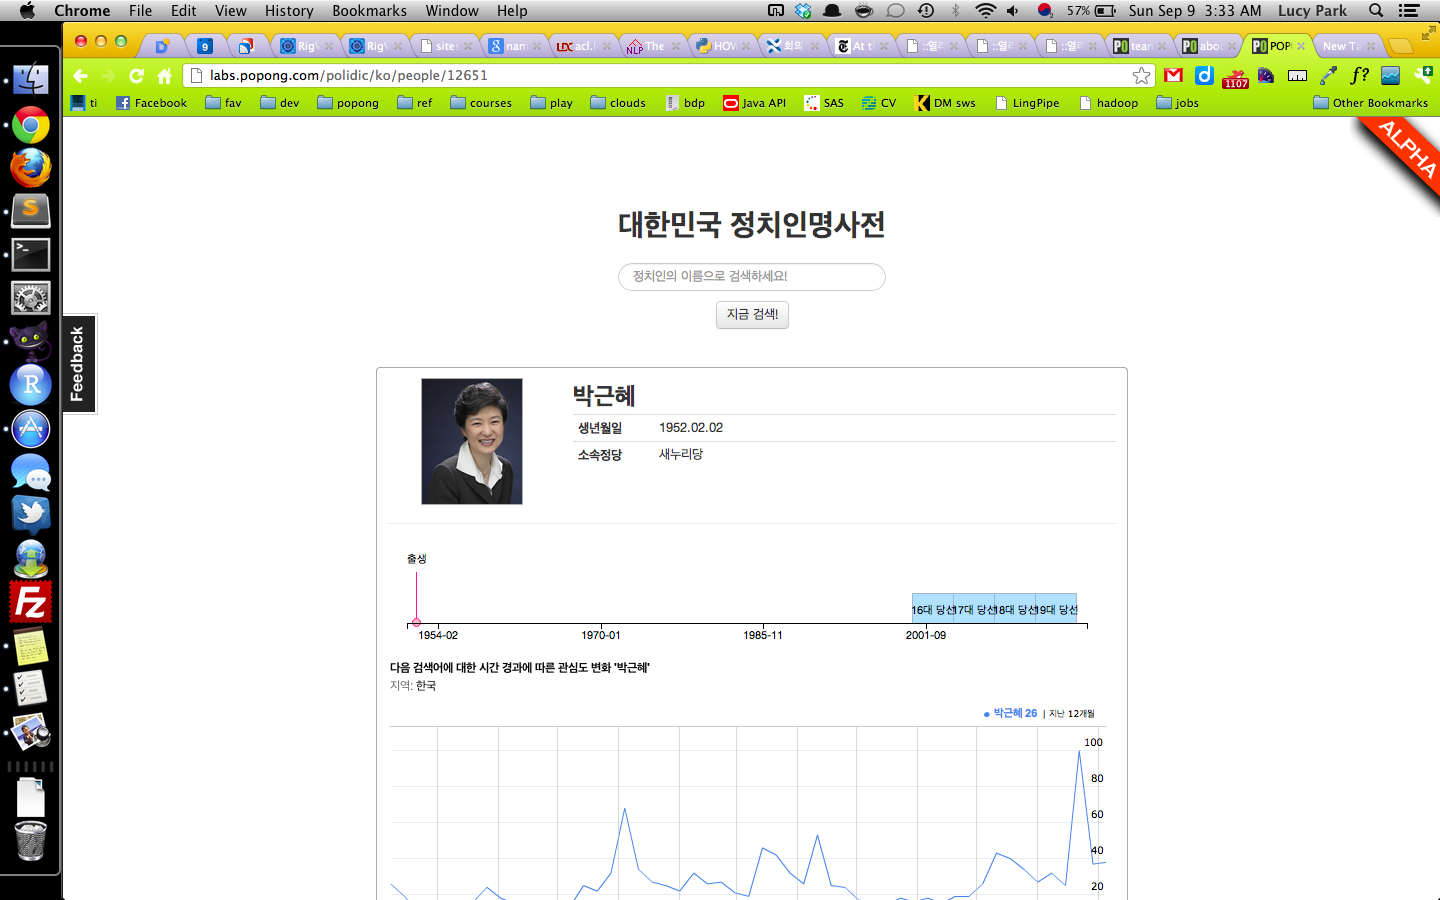 Chrome File Edit View History Bookmarks Window Help 57% Sun Sep 9 3:33 AM Lucy Park
9 RigV RigV site: nam acl. The HOW 회의 At t team abou POP New Ta
labs.popong.com/polidic/ko/people/12651
1107 f?
ti Facebook fav dev popong ref courses play clouds bdp Java API SAS CV DM sws LingPipe hadoop jobs Other Bookmarks
ALPHA
대한민국 정치인명사전
정치인의 이름으로 검색하세요!
지금 검색!
Feedback
박근혜
생년월일 1952.02.02
소속정당 새누리당
출생
16대 당선 17대 당선 18대 당선 19대 당선
1954-02 1970-01 1985-11 2001-09
다음 검색어에 대한 시간 경과에 따른 관심도 변화 '박근혜'
지역: 한국
박근혜 26 | 지난 12개월
100
80
60
40
20